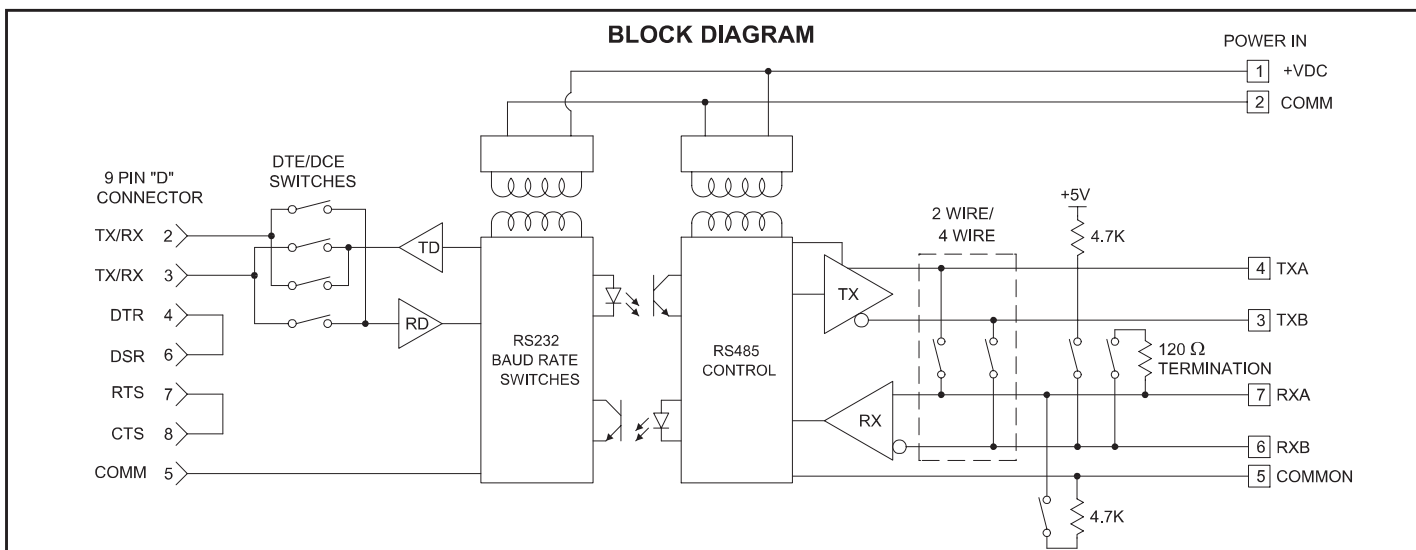 BLOCK DIAGRAM
POWER IN
1 +VDC
2 COMM
9 PIN "D"
CONNECTOR
DTE/DCE
SWITCHES
TX/RX 2
TX/RX 3
DTR 4
DSR 6
RTS 7
CTS 8
COMM 5
TD
RD
RS232
BAUD RATE
SWITCHES
RS485
CONTROL
TX
RX
2 WIRE/
4 WIRE
+5V
4.7K
120 Ω
TERMINATION
4.7K
4 TXA
3 TXB
7 RXA
6 RXB
5 COMMON